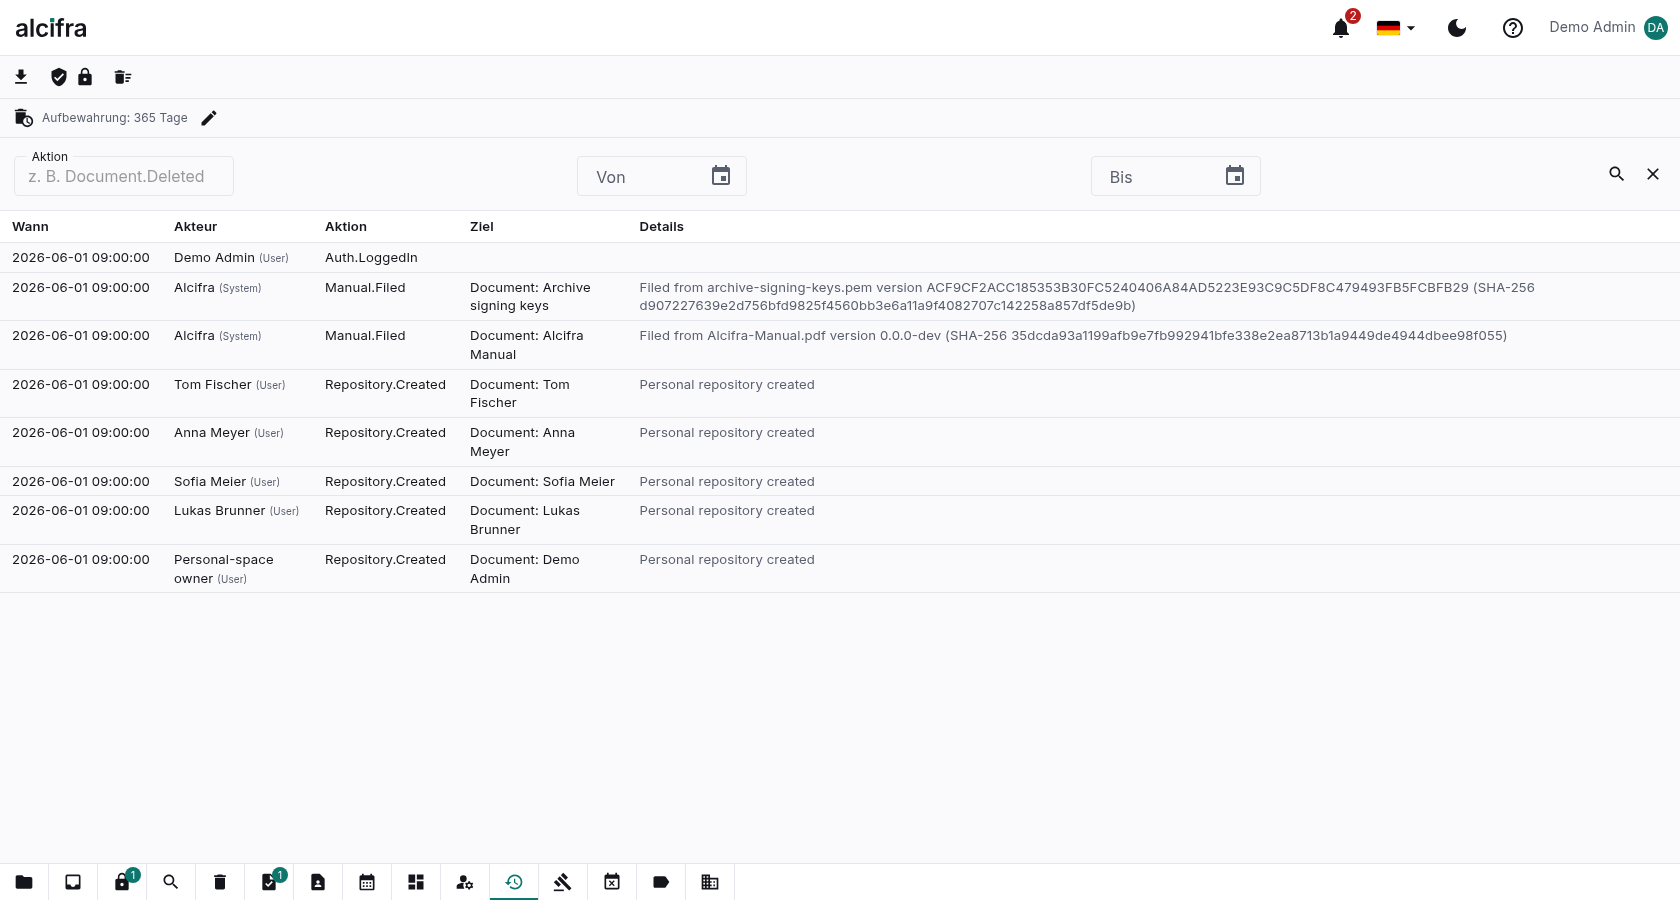 alcifra
2
Demo Admin DA
Aufbewahrung: 365 Tage
Aktion
z. B. Document.Deleted
Von
Bis
Wann Akteur Aktion Ziel Details
2026-06-01 09:00:00 Demo Admin (User) Auth.LoggedIn
2026-06-01 09:00:00 Alcifra (System) Manual.Filed Document: Archive Filed from archive-signing-keys.pem version ACF9CF2ACC185353B30FC5240406A84AD5223E93C9C5DF8C479493FB5FCBFB29 (SHA-256
signing keys d907227639e2d756bfd9825f4560bb3e6a11a9f4082707c142258a857df5de9b)
2026-06-01 09:00:00 Alcifra (System) Manual.Filed Document: Alcifra Filed from Alcifra-Manual.pdf version 0.0.0-dev (SHA-256 35dcda93a1199afb9e7fb992941bfe338e2ea8713b1a9449de4944dbee98f055)
Manual
2026-06-01 09:00:00 Tom Fischer (User) Repository.Created Document: Tom Personal repository created
Fischer
2026-06-01 09:00:00 Anna Meyer (User) Repository.Created Document: Anna Personal repository created
Meyer
2026-06-01 09:00:00 Sofia Meier (User) Repository.Created Document: Sofia Meier Personal repository created
2026-06-01 09:00:00 Lukas Brunner (User) Repository.Created Document: Lukas Personal repository created
Brunner
2026-06-01 09:00:00 Personal-space Repository.Created Document: Demo Personal repository created
owner (User) Admin
1 1